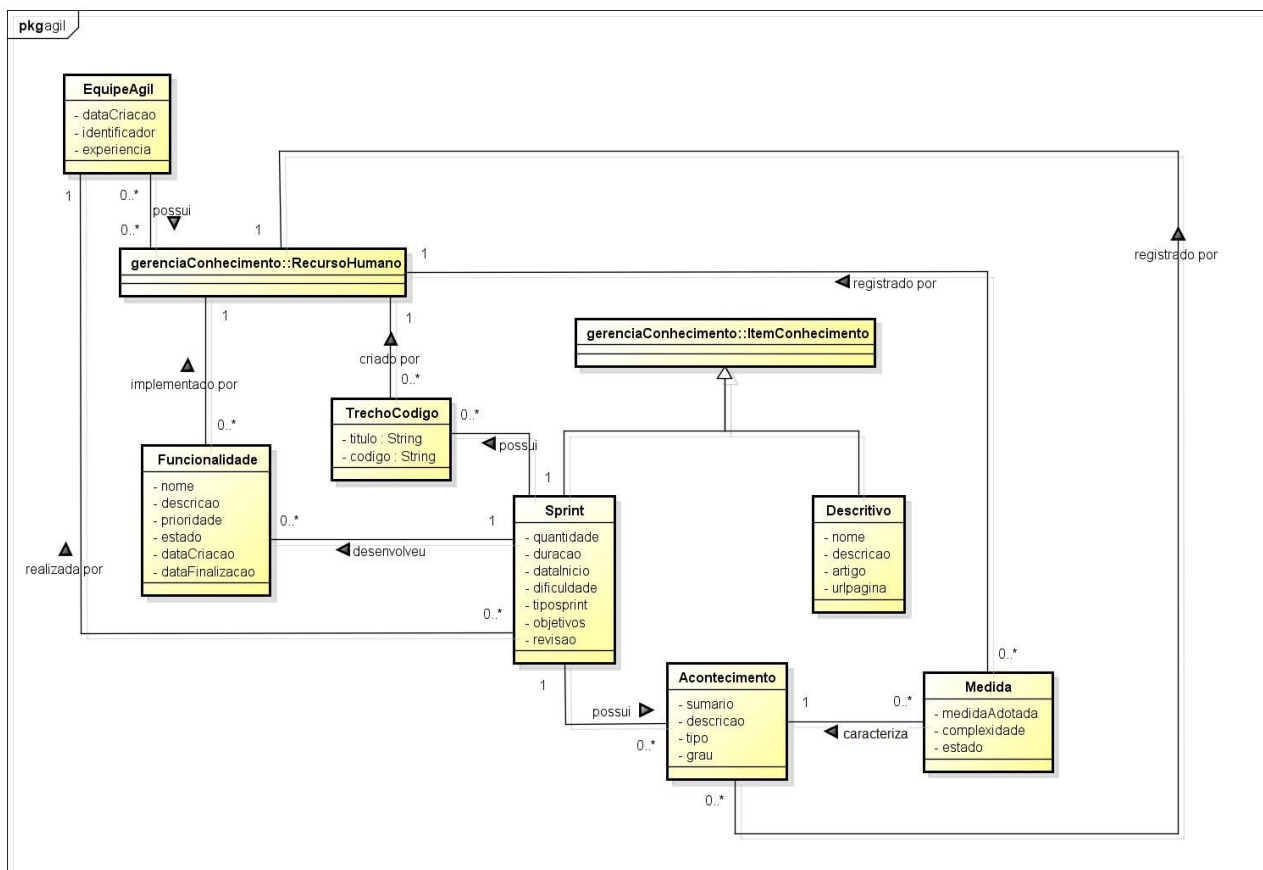 pkg agil
EquipeAgil
- dataCriacao
- identificador
- experiencia
1
0..*
possui
0..*
1
1
registrado por
gerenciaConhecimento::RecursoHumano
registrado por
1
1
gerenciaConhecimento::ItemConhecimento
criado por
implementado por
0..*
TrechoCodigo
- titulo : String
- codigo : String
0..*
possui
0..*
Funcionalidade
- nome
- descricao
- prioridade
- estado
- dataCriacao
- dataFinalizacao
1
Sprint
- quantidade
- duracao
- dataInicio
- dificuldade
- tiposprint
- objetivos
- revisao
Descritivo
- nome
- descricao
- artigo
- urlpagina
0..*
1
desenvolveu
realizada por
0..*
0..*
1
possui
0..*
Acontecimento
- sumario
- descricao
- tipo
- grau
1
0..*
caracteriza
Medida
- medidaAdotada
- complexidade
- estado
0..*